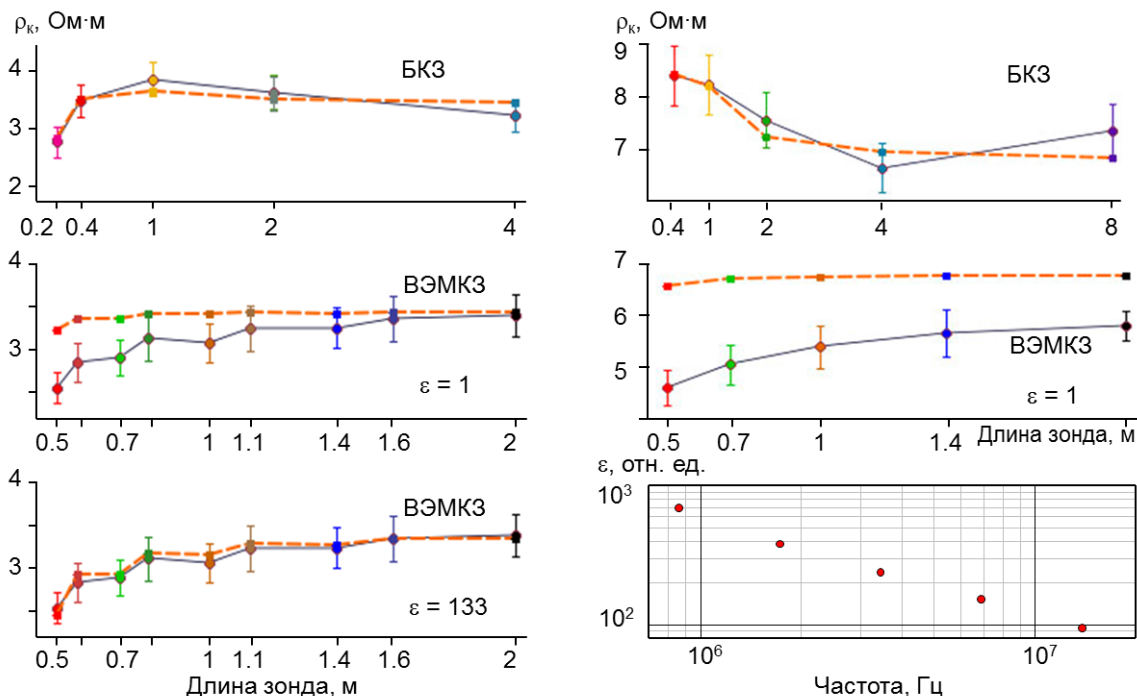 ρк, Ом·м
4
3
2
БКЗ
0.2 0.4 1 2 4
ρк, Ом·м
9
8
7
БКЗ
0.4 1 2 4 8
4
3
ВЭМКЗ
ε = 1
0.5 0.7 1 1.1 1.4 1.6 2
7
6
5
ВЭМКЗ
ε = 1
0.5 0.7 1 1.4 Длина зонда, м
4
3
ВЭМКЗ
ε = 133
0.5 0.7 1 1.1 1.4 1.6 2
Длина зонда, м
ε, отн. ед.
10³
10²
10⁶ 10⁷
Частота, Гц